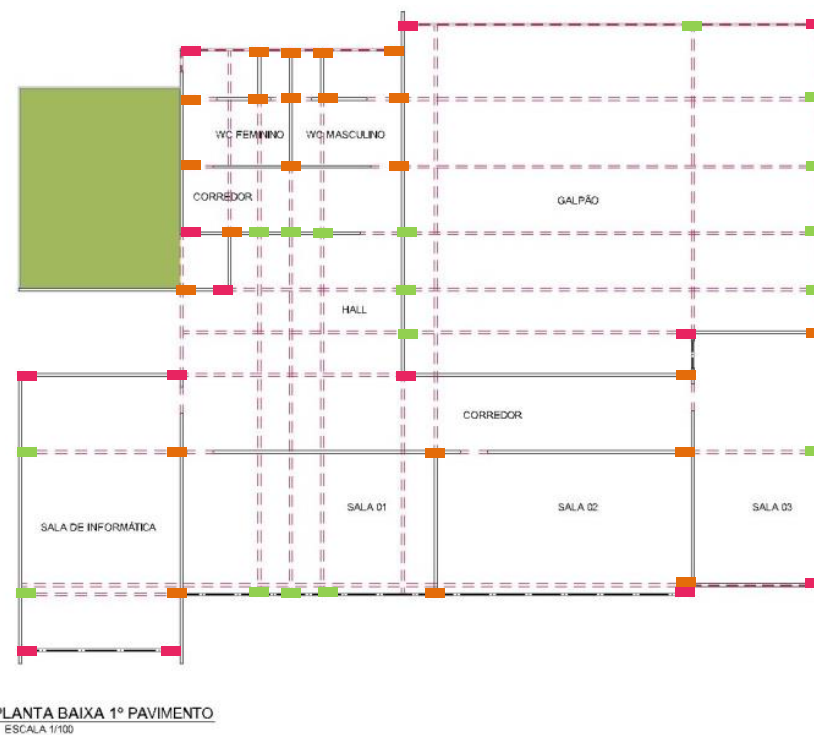 WC FEMININO
WC MASCULINO
CORREDOR
GALPÃO
HALL
CORREDOR
SALA 01
SALA 02
SALA 03
SALA DE INFORMÁTICA
PLANTA BAIXA 1º PAVIMENTO
ESCALA 1/100